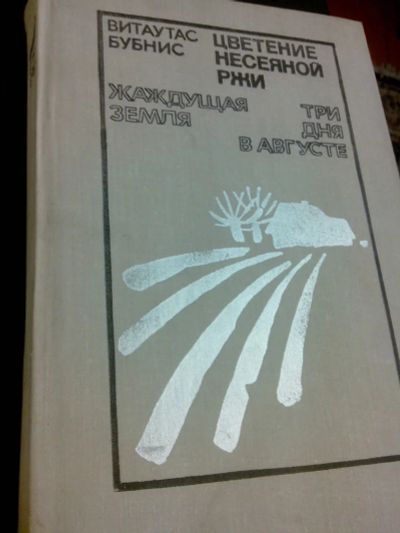 ВИТАУТАС
БУБНИС
ЦВЕТЕНИЕ
НЕСЕЯНОЙ
РЖИ
ЖАЖДУЩАЯ
ЗЕМЛЯ
ТРИ
ДНЯ
В АВГУСТЕ